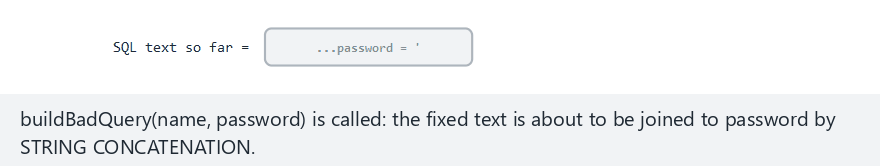 SQL text so far = ...password = '
buildBadQuery(name, password) is called: the fixed text is about to be joined to password by
STRING CONCATENATION.